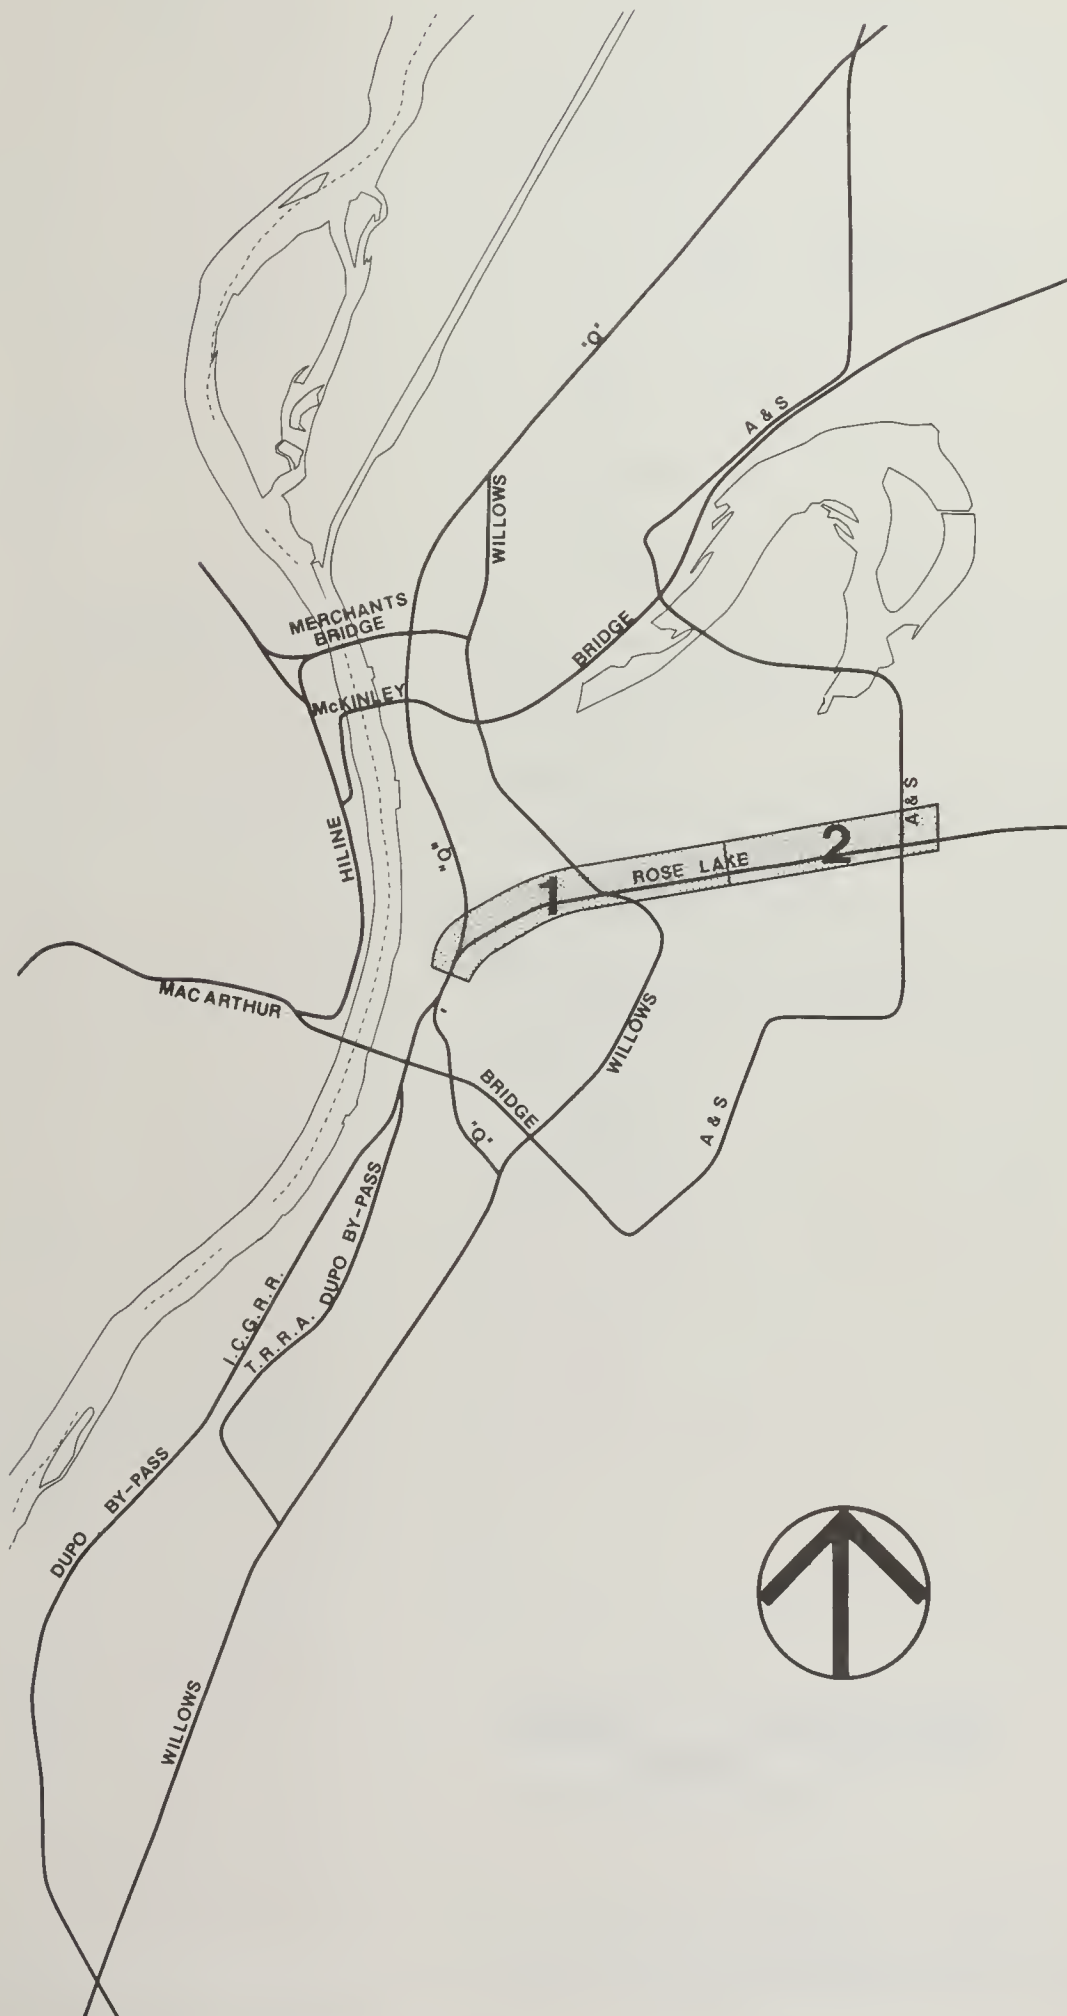 "Q"
A & S
WILLOWS
MERCHANTS
BRIDGE
BRIDGE
McKINLEY
A & S
HILINE
"Q"
2
ROSE LAKE
1
MAC ARTHUR
WILLOWS
BRIDGE
A & S
"Q"
DUPO BY-PASS
I.C.G.R.R.
T.R.R.A.
DUPO BY-PASS
WILLOWS